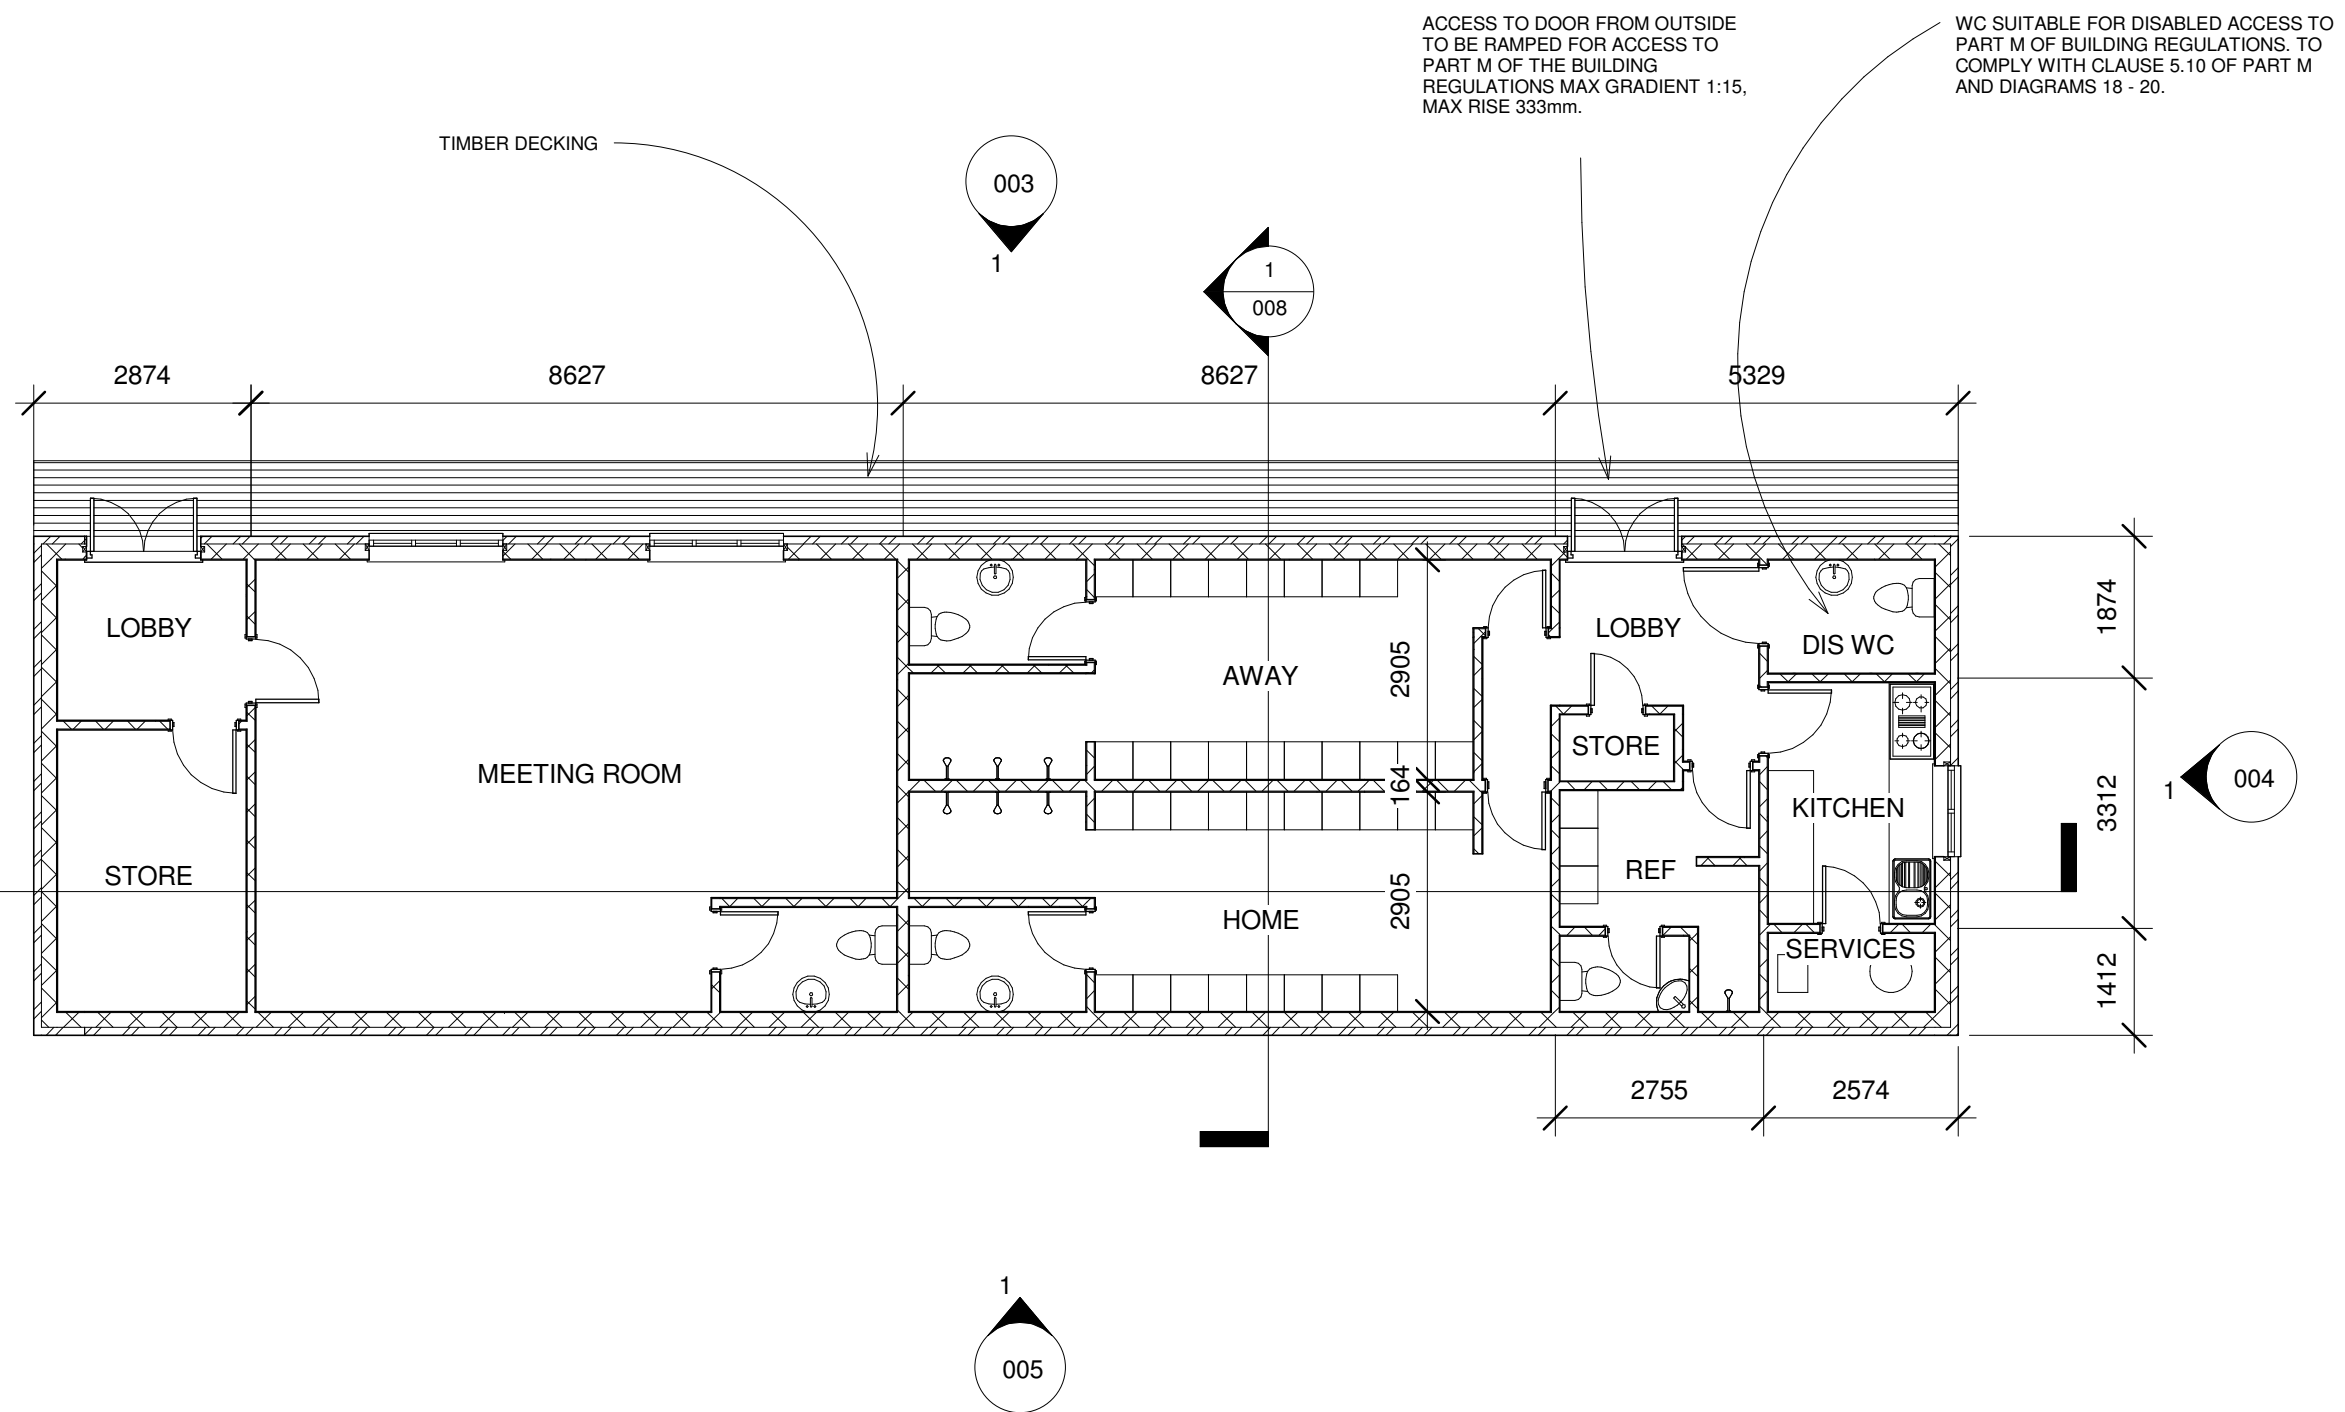 ACCESS TO DOOR FROM OUTSIDE
TO BE RAMPED FOR ACCESS TO
PART M OF THE BUILDING
REGULATIONS MAX GRADIENT 1:15,
MAX RISE 333mm.
WC SUITABLE FOR DISABLED ACCESS TO
PART M OF BUILDING REGULATIONS. TO
COMPLY WITH CLAUSE 5.10 OF PART M
AND DIAGRAMS 18 - 20.
TIMBER DECKING
003
1
1
008
2874
8627
8627
5329
LOBBY
STORE
MEETING ROOM
AWAY
HOME
2905
164
2905
LOBBY
DIS WC
STORE
KITCHEN
REF
SERVICES
1874
3312
1412
1
004
2755
2574
1
005